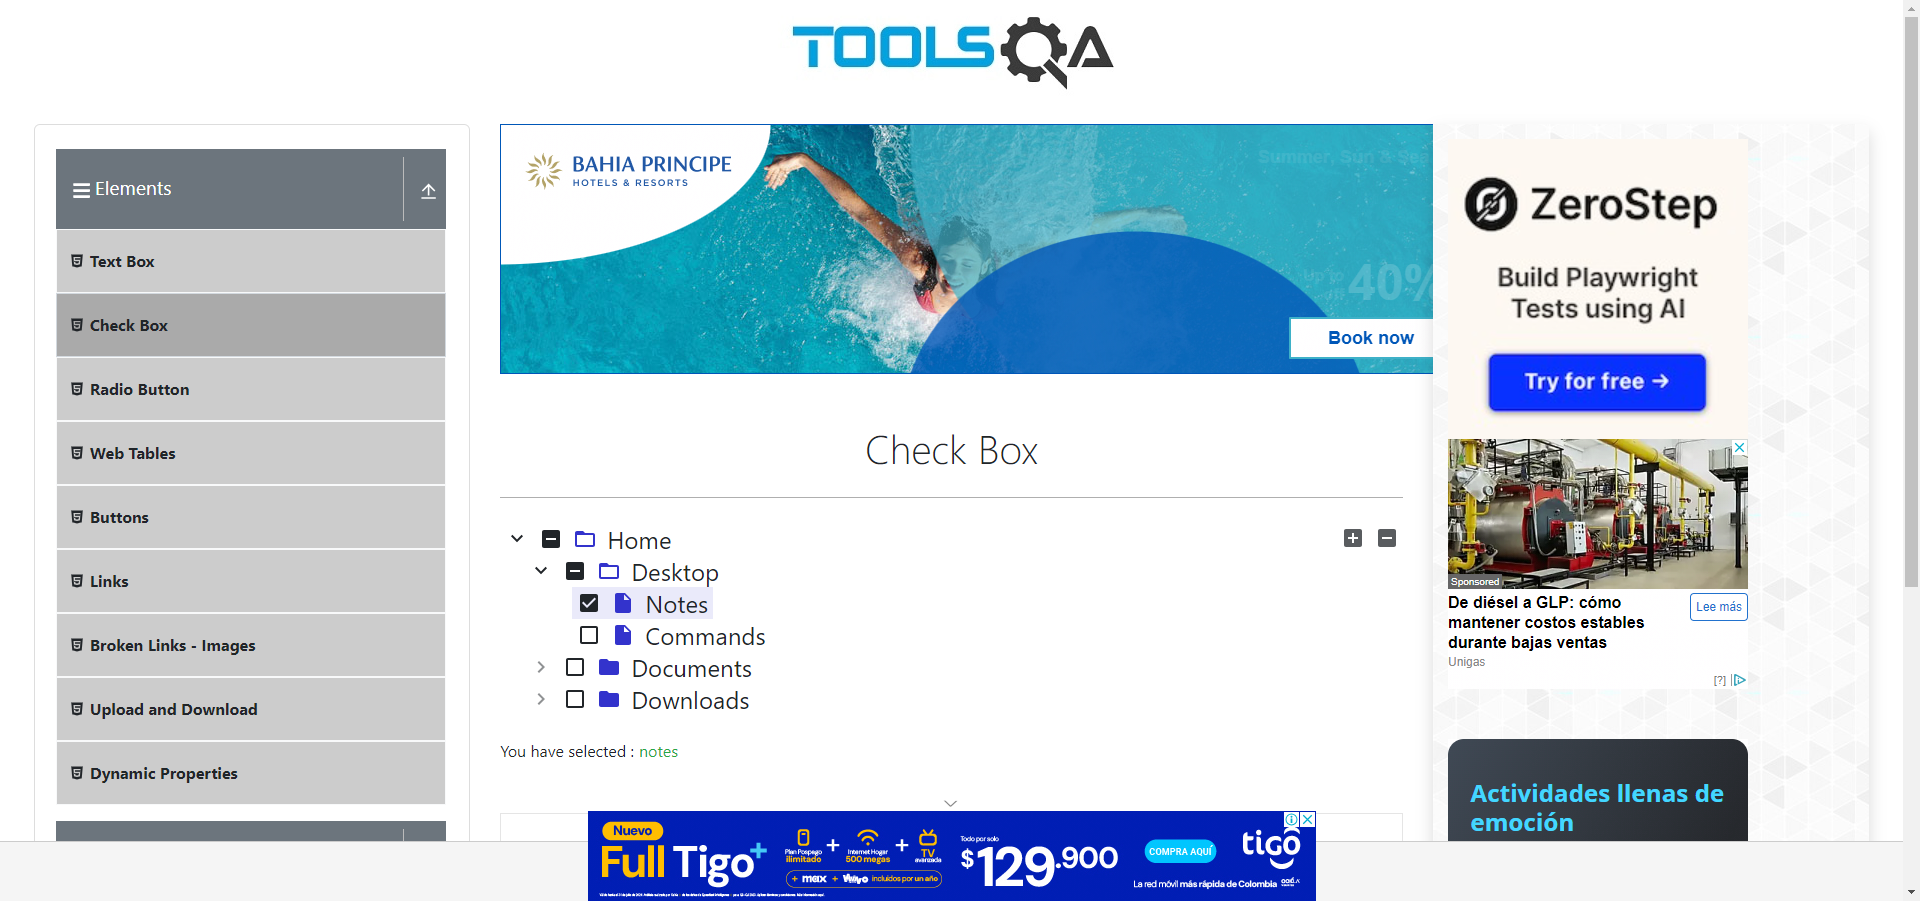 TOOLSQA
Elements
Text Box
Check Box
Radio Button
Web Tables
Buttons
Links
Broken Links - Images
Upload and Download
Dynamic Properties
BAHIA PRINCIPE
HOTELS & RESORTS
Summer, Sun & Sea
Up to
40%
Book now
Check Box
Home
Desktop
Notes
Commands
Documents
Downloads
You have selected : notes
ZeroStep
Build Playwright
Tests using AI
Try for free →
Sponsored
De diésel a GLP: cómo
mantener costos estables
durante bajas ventas
Lee más
Unigas
[?]
Actividades llenas de
emoción
Nuevo
Full Tigo+
Plan Pospago
ilimitado
+
Internet Hogar
500 megas
+
TV
avanzada
+ max + Win+ incluidos por un año
Todo por solo
$129.900
COMPRA AQUÍ
tigo
La red móvil más rápida de Colombia